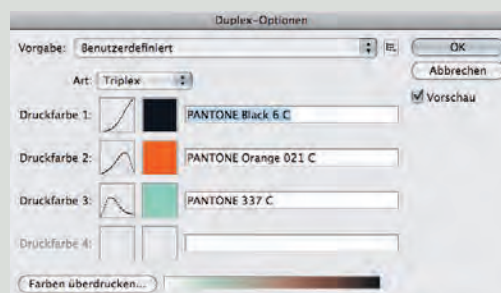 Duplex-Optionen
Vorgabe: Benutzerdefiniert
OK
Abbrechen
Art: Triplex
Vorschau
Druckfarbe 1: PANTONE Black 6 C
Druckfarbe 2: PANTONE Orange 021 C
Druckfarbe 3: PANTONE 337 C
Druckfarbe 4:
Farben überdrucken...